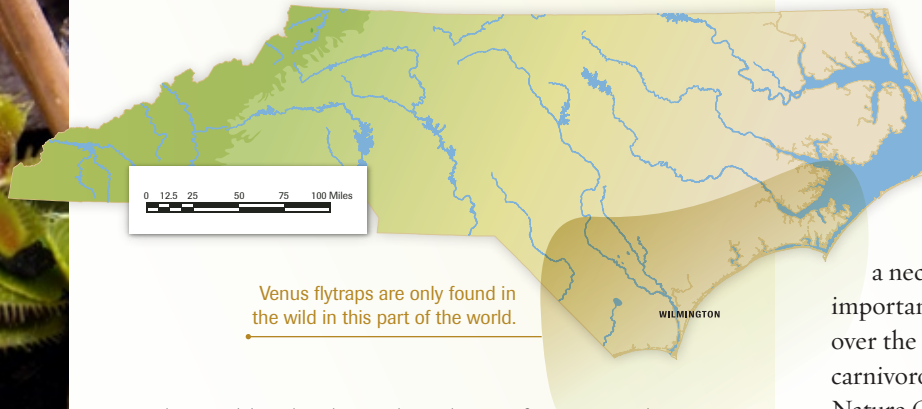 0 12.5 25 50 75 100 Miles
Venus flytraps are only found in
the wild in this part of the world.
WILMINGTON
a nec
importan
over the
carnivoro